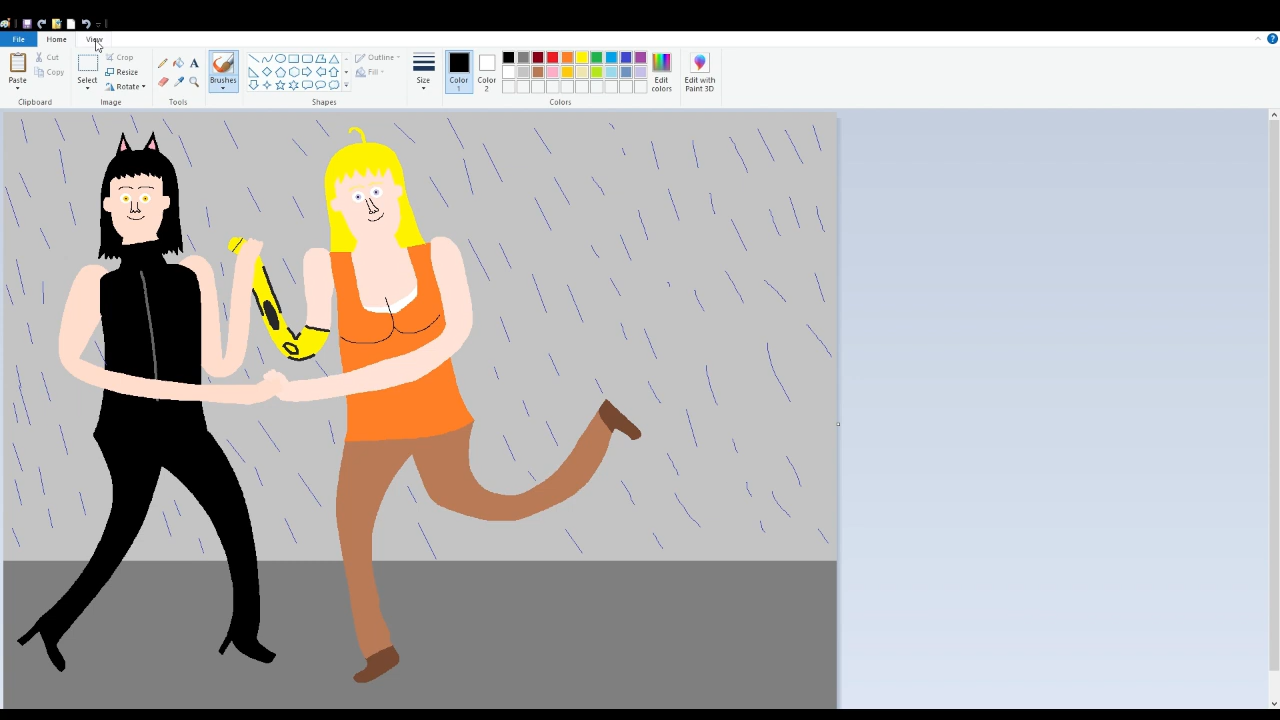 File Home View
Paste
Cut
Copy
Clipboard
Select
Crop
Resize
Rotate
Image
Tools
Brushes
Outline
Fill
Shapes
Size
Color
1
Color
2
Edit
colors
Colors
Edit with
Paint 3D